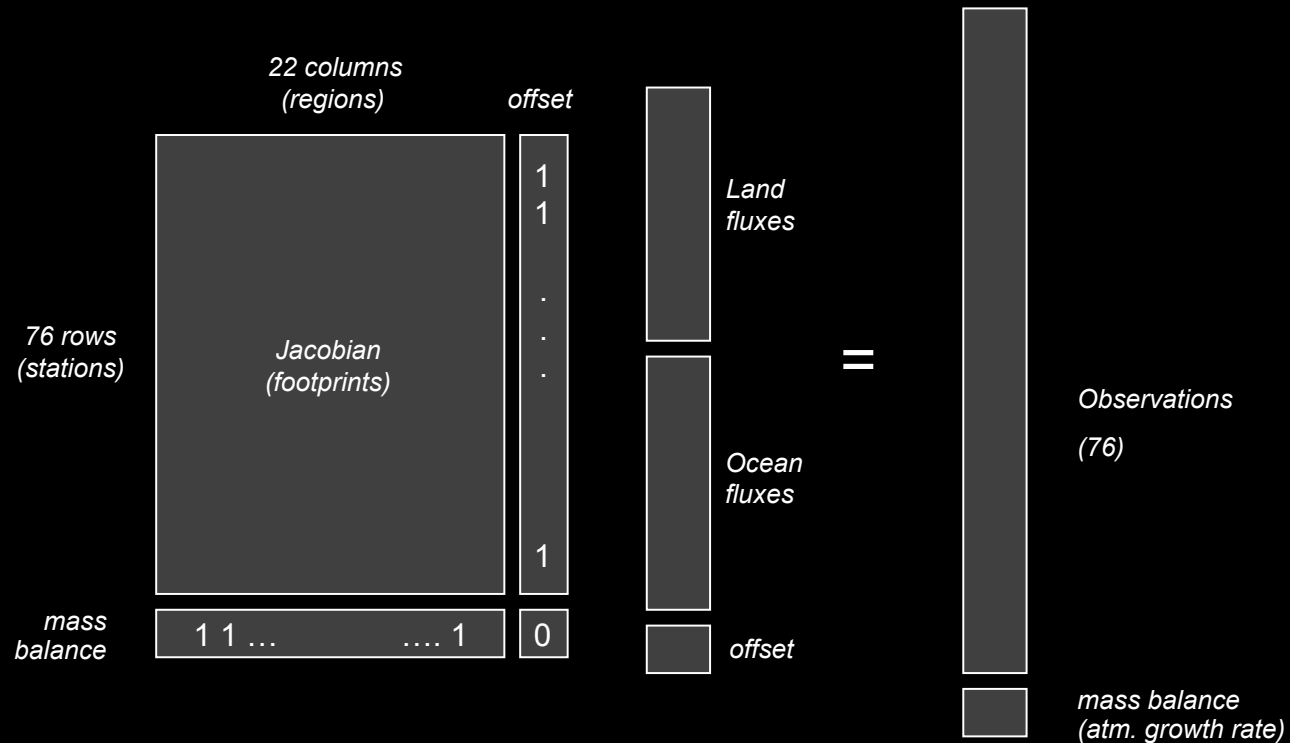 22 columns
(regions)
offset
76 rows
(stations)
Jacobian
(footprints)
1
1
.
.
.
1
mass
balance
1 1 ... .... 1
0
Land
fluxes
Ocean
fluxes
offset
=
Observations
(76)
mass balance
(atm. growth rate)